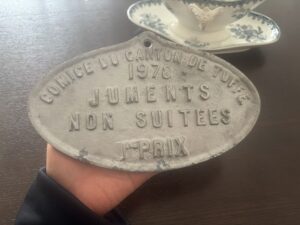 COMICE DU CANTON DE TUFFE
1978
JUMENTS
NON SUITEES
1ER PRIX